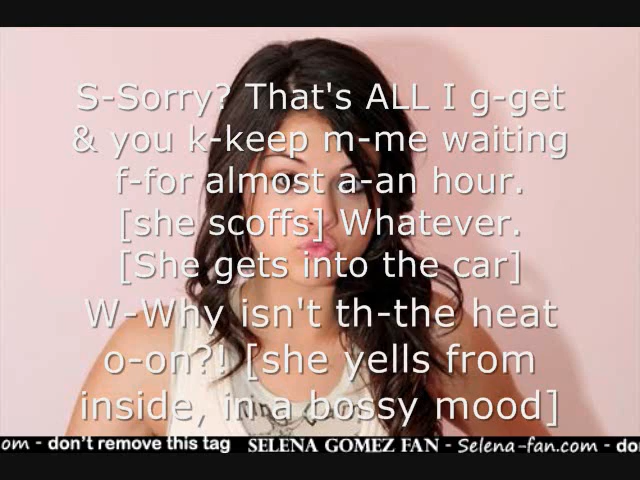 S-Sorry? That's ALL I g-get
& you k-keep m-me waiting
f-for almost a-an hour.
[she scoffs] Whatever.
[She gets into the car]
W-Why isn't th-the heat
o-on?! [she yells from
inside, in a bossy mood]
om - don't remove this tag SELENA GOMEZ FAN - Selena-fan.com - don